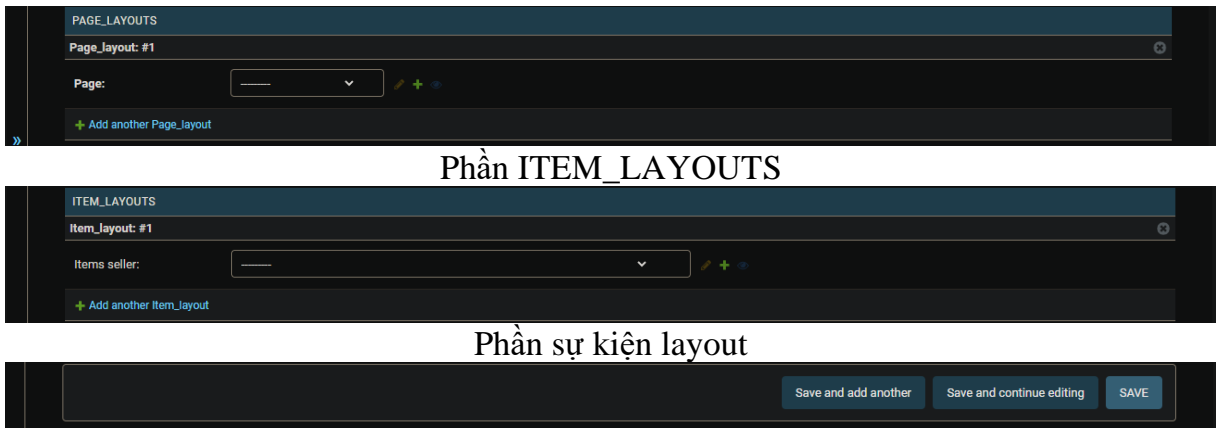 PAGE_LAYOUTS
Page_layout: #1
Page:
---------
Add another Page_layout
»
Phần ITEM_LAYOUTS
ITEM_LAYOUTS
Item_layout: #1
Items seller:
---------
Add another Item_layout
Phần sự kiện layout
Save and add another Save and continue editing SAVE